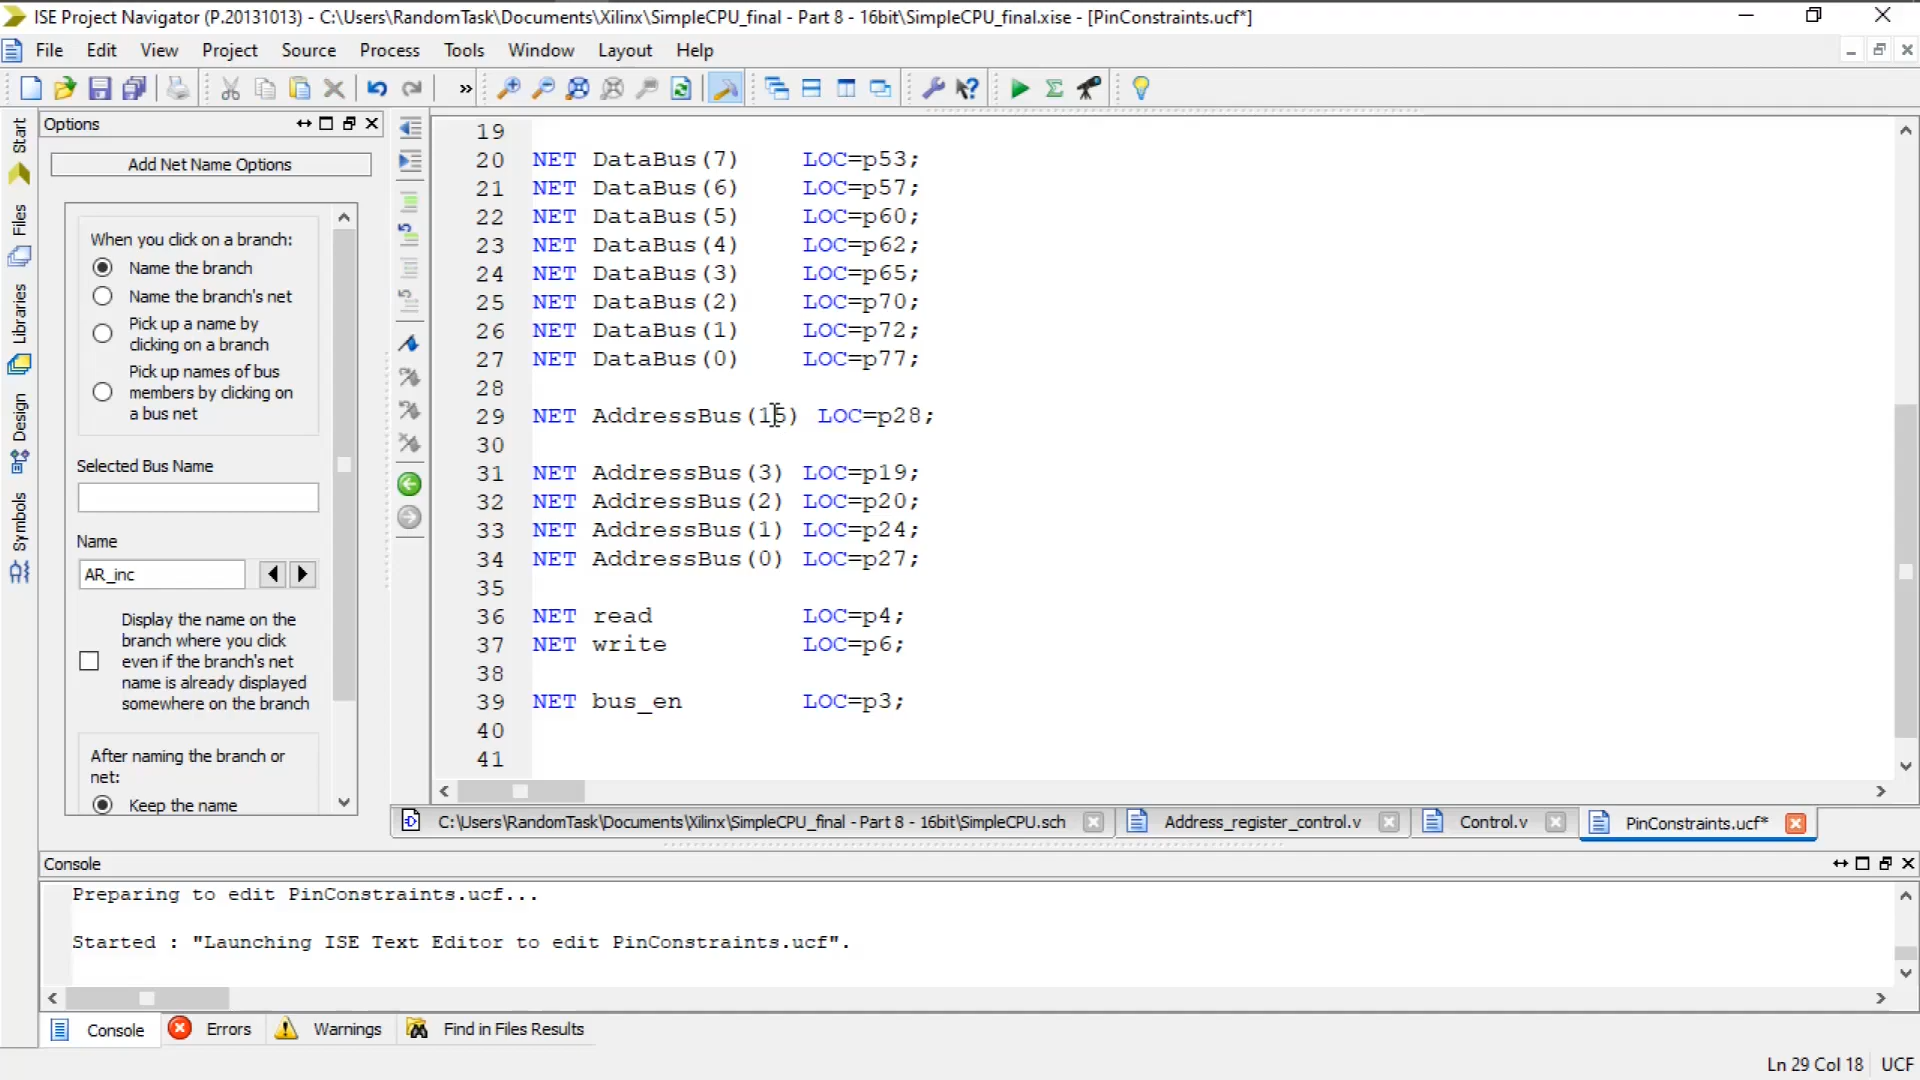 ISE Project Navigator (P.20131013) - C:\Users\RandomTask\Documents\Xilinx\SimpleCPU_final - Part 8 - 16bit\SimpleCPU_final.xise - [PinConstraints.ucf*]
File Edit View Project Source Process Tools Window Layout Help
»
Start
Files
Libraries
Design
Symbols
Options
Add Net Name Options
When you click on a branch:
Name the branch
Name the branch's net
Pick up a name by
clicking on a branch
Pick up names of bus
members by clicking on
a bus net
Selected Bus Name
Name
AR_inc
Display the name on the
branch where you click
even if the branch's net
name is already displayed
somewhere on the branch
After naming the branch or
net:
Keep the name
19
20 NET DataBus(7) LOC=p53;
21 NET DataBus(6) LOC=p57;
22 NET DataBus(5) LOC=p60;
23 NET DataBus(4) LOC=p62;
24 NET DataBus(3) LOC=p65;
25 NET DataBus(2) LOC=p70;
26 NET DataBus(1) LOC=p72;
27 NET DataBus(0) LOC=p77;
28
29 NET AddressBus(15) LOC=p28;
30
31 NET AddressBus(3) LOC=p19;
32 NET AddressBus(2) LOC=p20;
33 NET AddressBus(1) LOC=p24;
34 NET AddressBus(0) LOC=p27;
35
36 NET read LOC=p4;
37 NET write LOC=p6;
38
39 NET bus_en LOC=p3;
40
41
C:\Users\RandomTask\Documents\Xilinx\SimpleCPU_final - Part 8 - 16bit\SimpleCPU.sch Address_register_control.v Control.v PinConstraints.ucf*
Console
Preparing to edit PinConstraints.ucf...
Started : "Launching ISE Text Editor to edit PinConstraints.ucf".
Console Errors Warnings Find in Files Results
Ln 29 Col 18 UCF